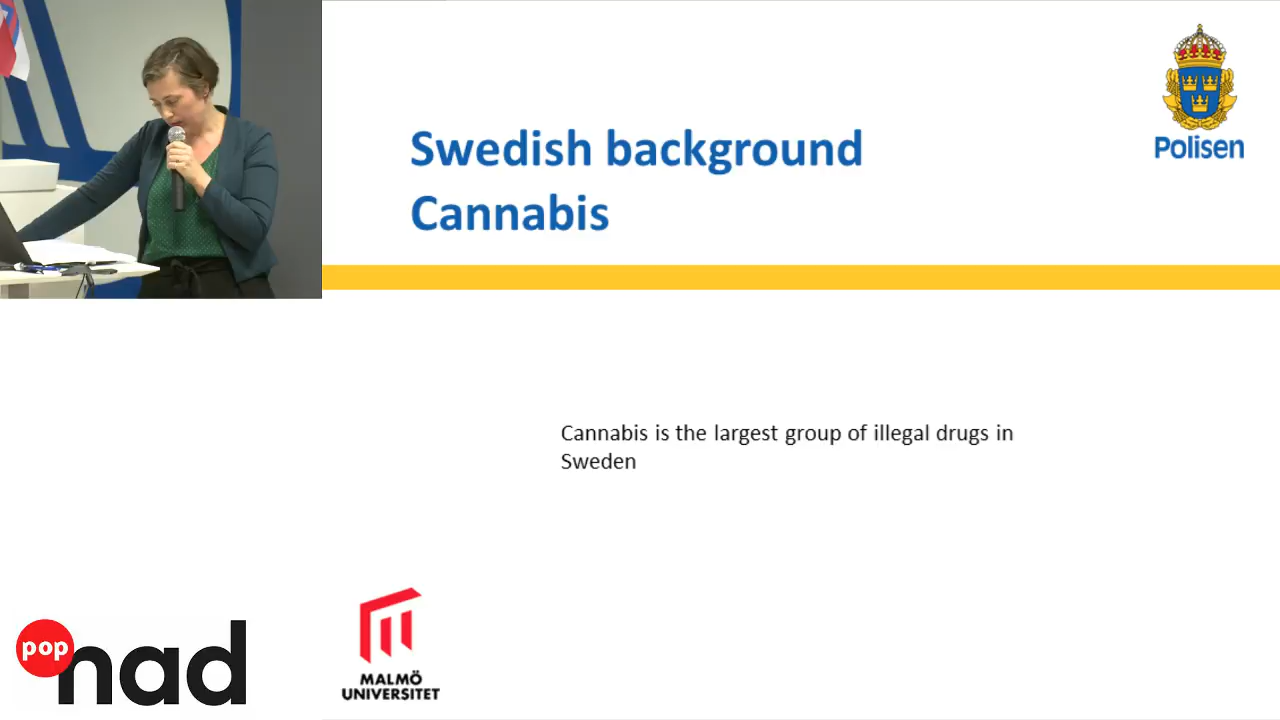 Swedish background
Cannabis
Polisen
Cannabis is the largest group of illegal drugs in
Sweden
pop
nad
MALMÖ
UNIVERSITET